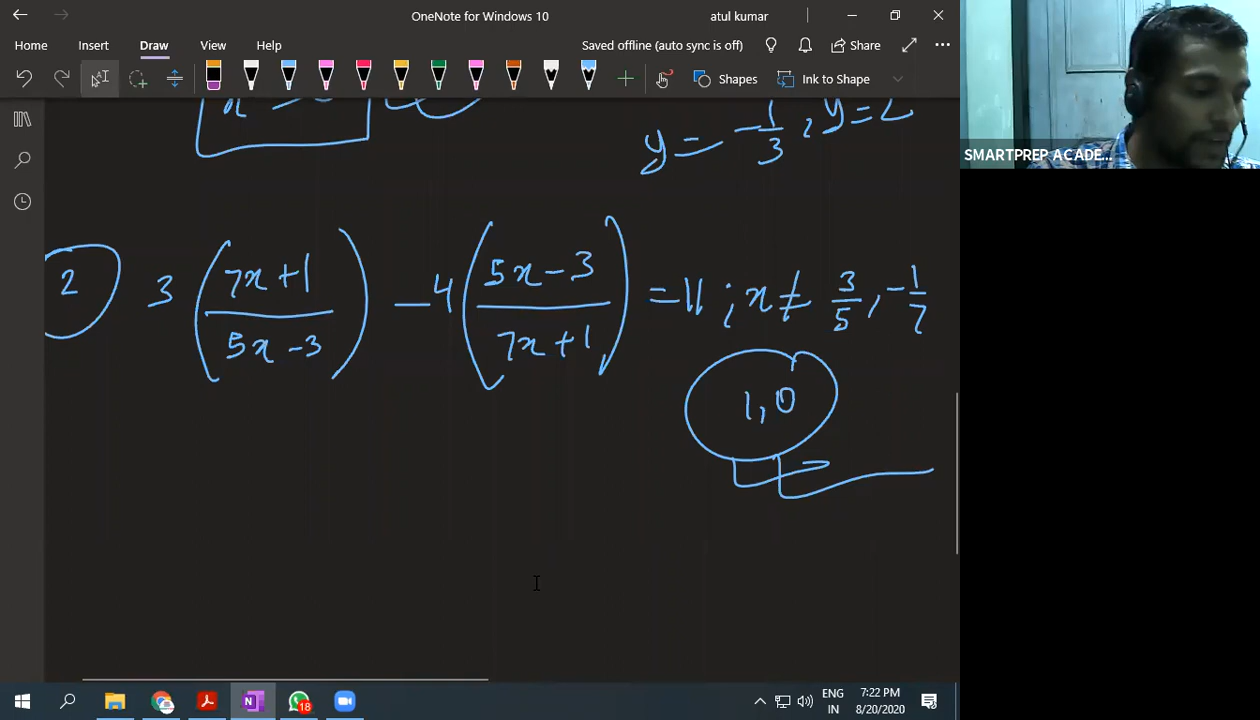 OneNote for Windows 10
atul kumar
Home Insert Draw View Help
Saved offline (auto sync is off)
Share
Shapes
Ink to Shape
SMARTPREP ACADE...
y = -1/3 , y = 2
2
3 (7x + 1 / 5x - 3) - 4 (5x - 3 / 7x + 1) = 11 ; x ≠ 3/5 , -1/7
1, 0
18
ENG
IN
7:22 PM
8/20/2020